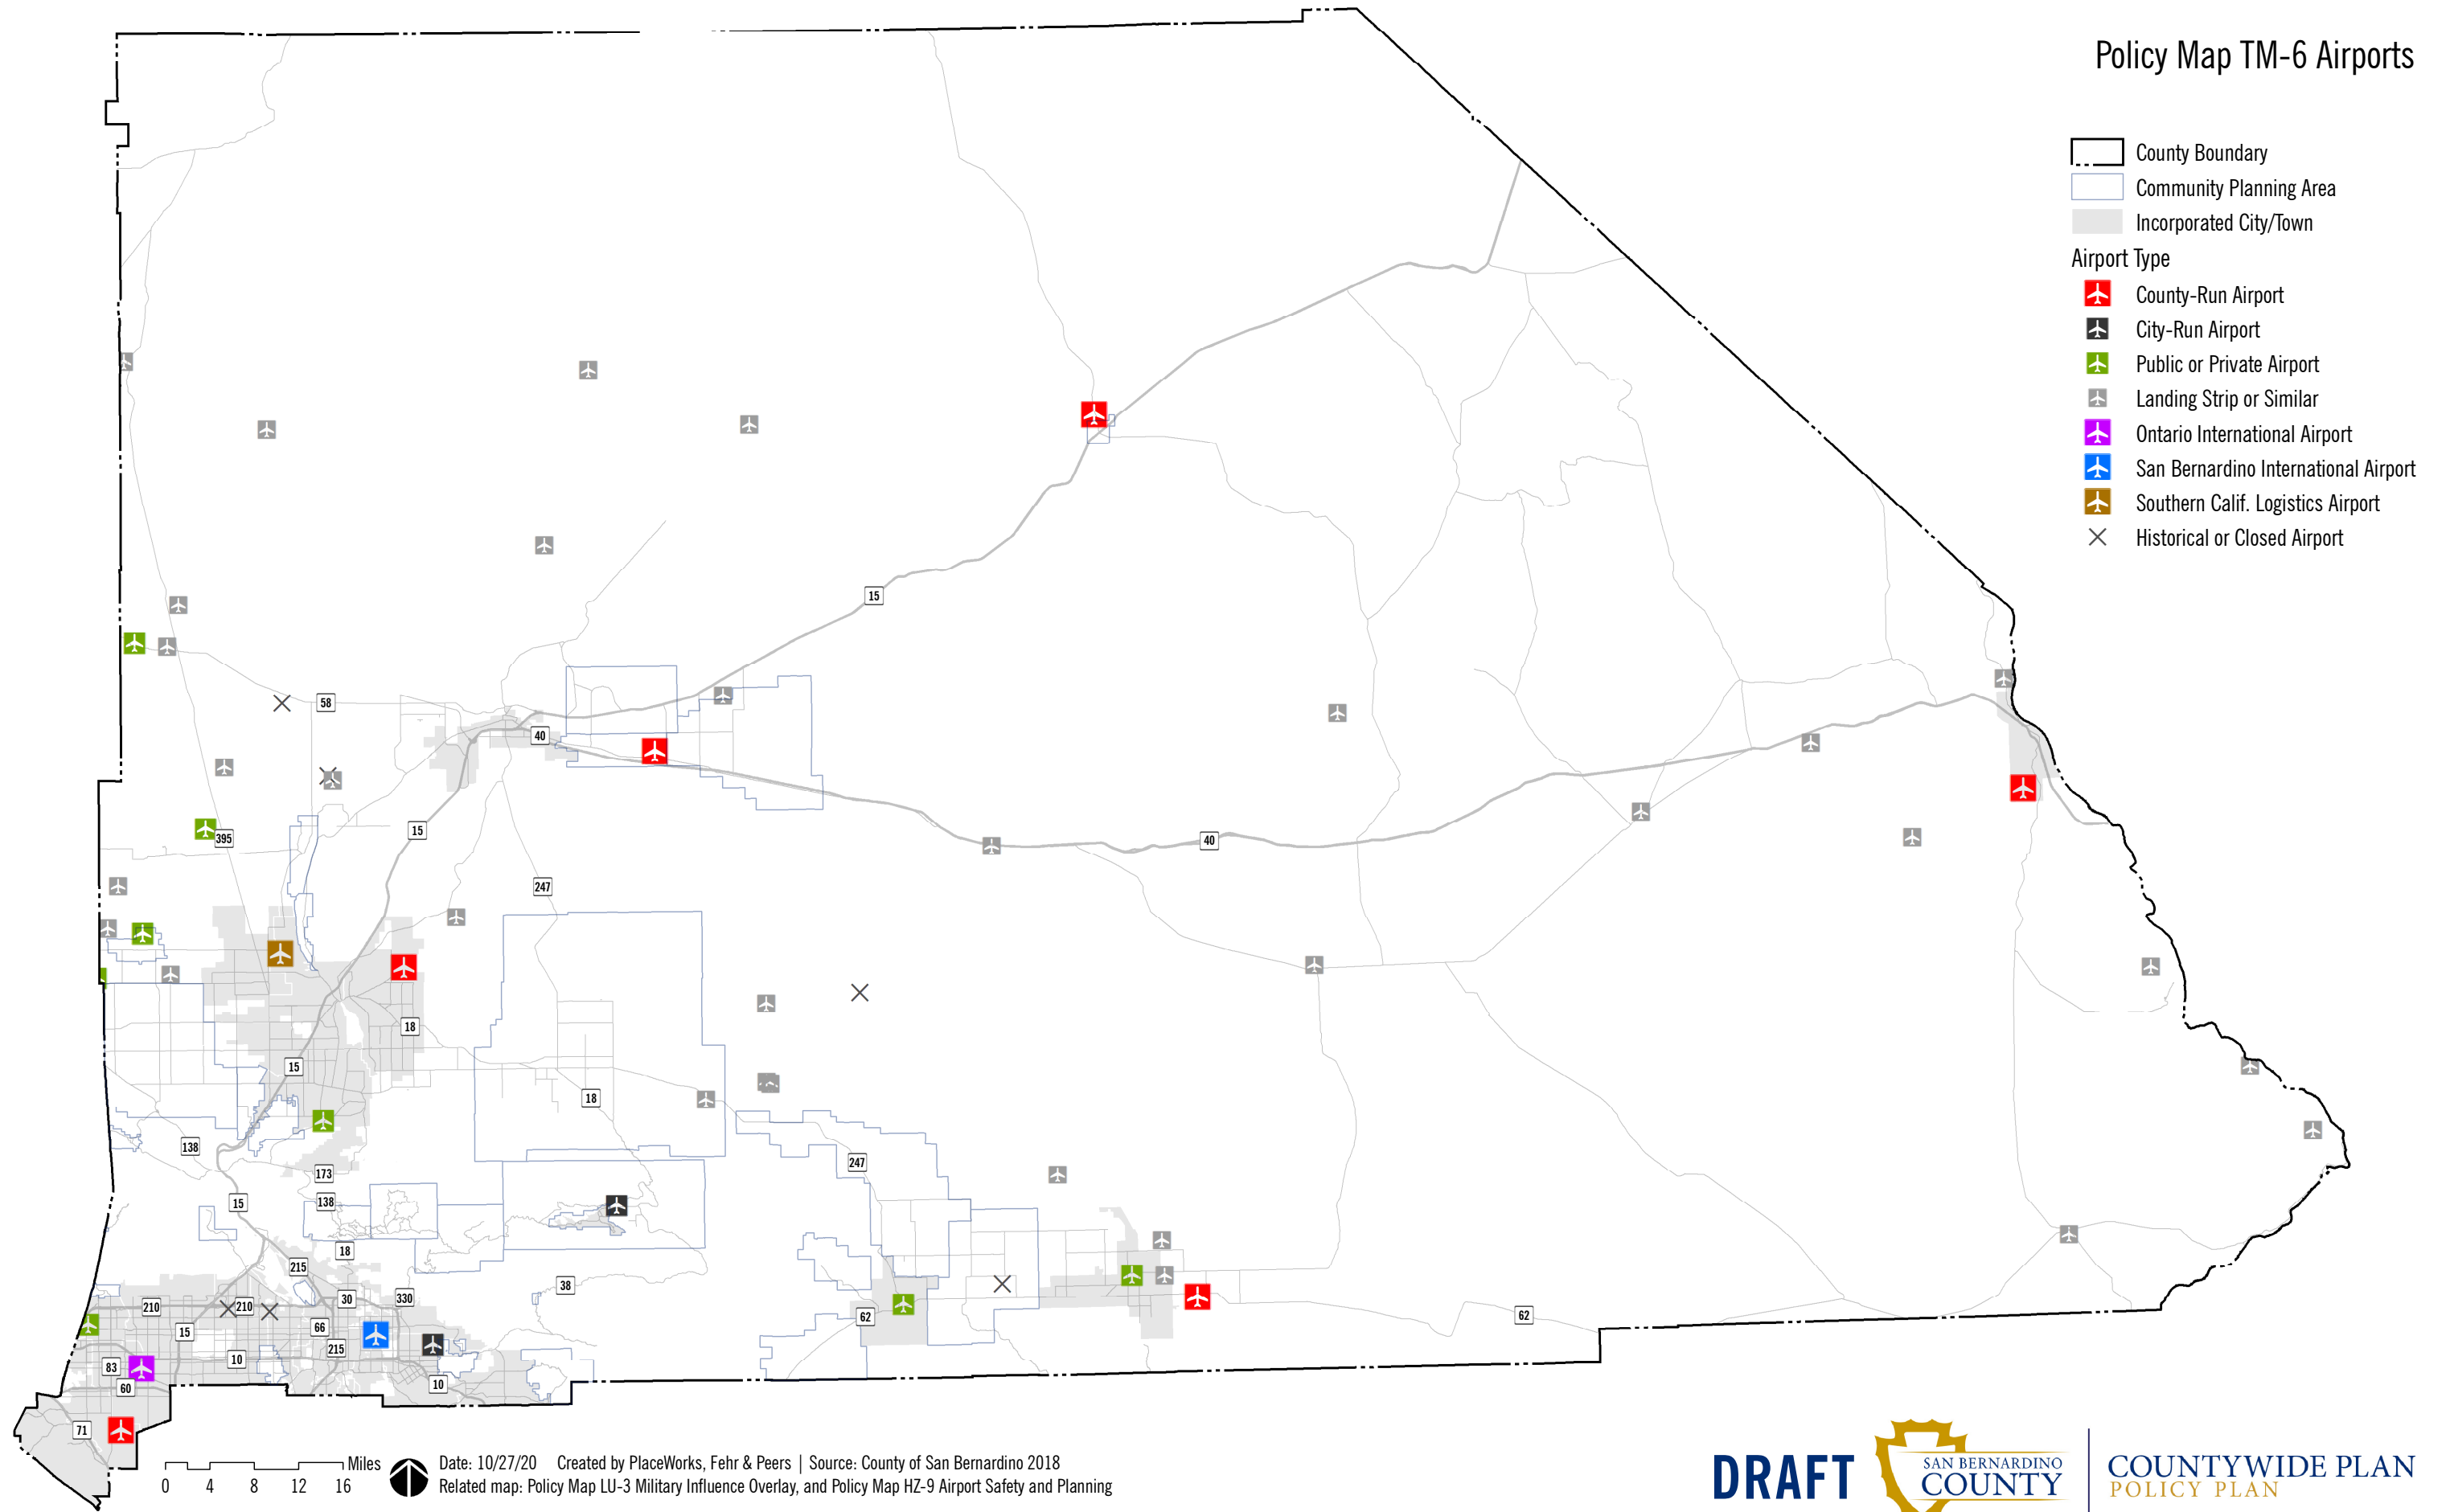 Policy Map TM-6 Airports
County Boundary
Community Planning Area
Incorporated City/Town
Airport Type
County-Run Airport
City-Run Airport
Public or Private Airport
Landing Strip or Similar
Ontario International Airport
San Bernardino International Airport
Southern Calif. Logistics Airport
Historical or Closed Airport
15
58
40
15
395
40
247
18
15
18
138
247
173
138
15
18
215
38
330
30
210
210
62
62
66
15
215
10
83
60
10
71
Miles
0 4 8 12 16
Date: 10/27/20 Created by PlaceWorks, Fehr & Peers | Source: County of San Bernardino 2018
Related map: Policy Map LU-3 Military Influence Overlay, and Policy Map HZ-9 Airport Safety and Planning
DRAFT
SAN BERNARDINO
COUNTY
COUNTYWIDE PLAN
POLICY PLAN